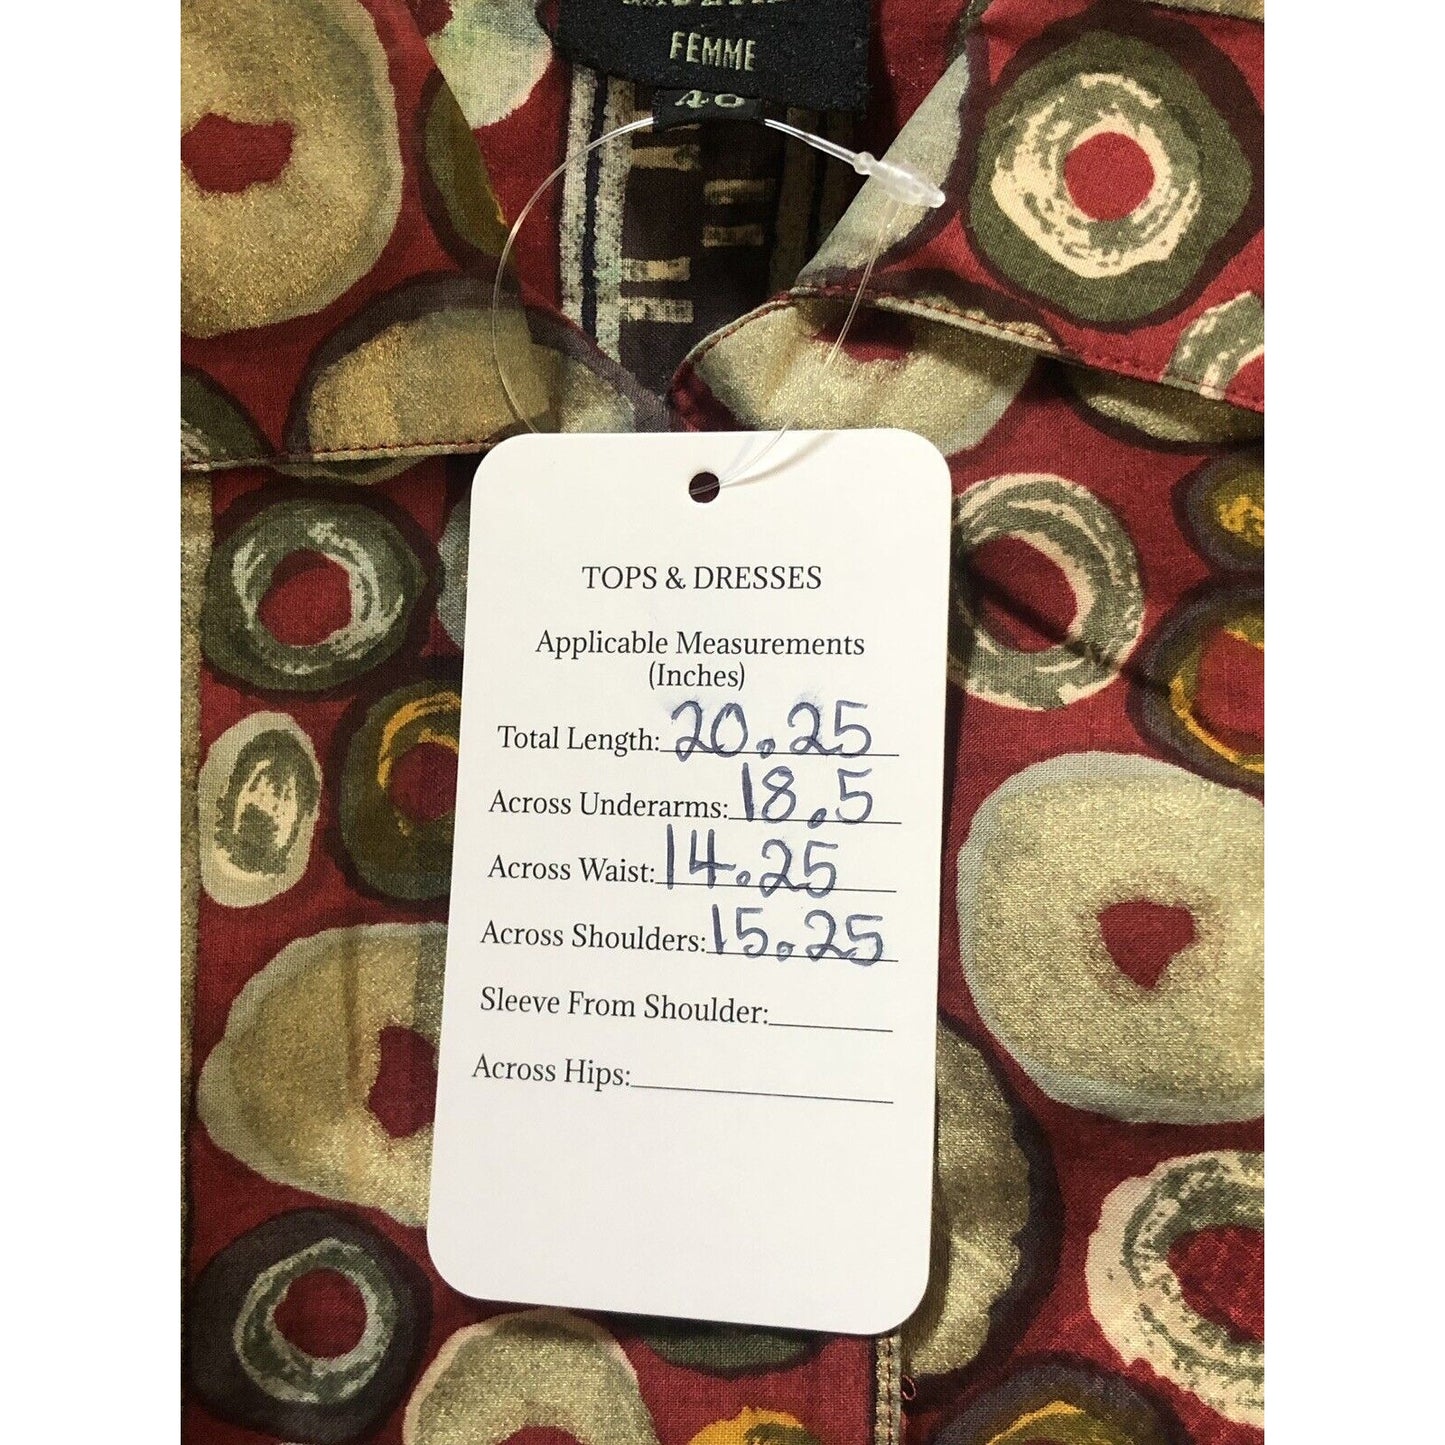 FEMME
40
TOPS & DRESSES
Applicable Measurements
(Inches)
Total Length: 20.25
Across Underarms: 18.5
Across Waist: 14.25
Across Shoulders: 15.25
Sleeve From Shoulder:
Across Hips: